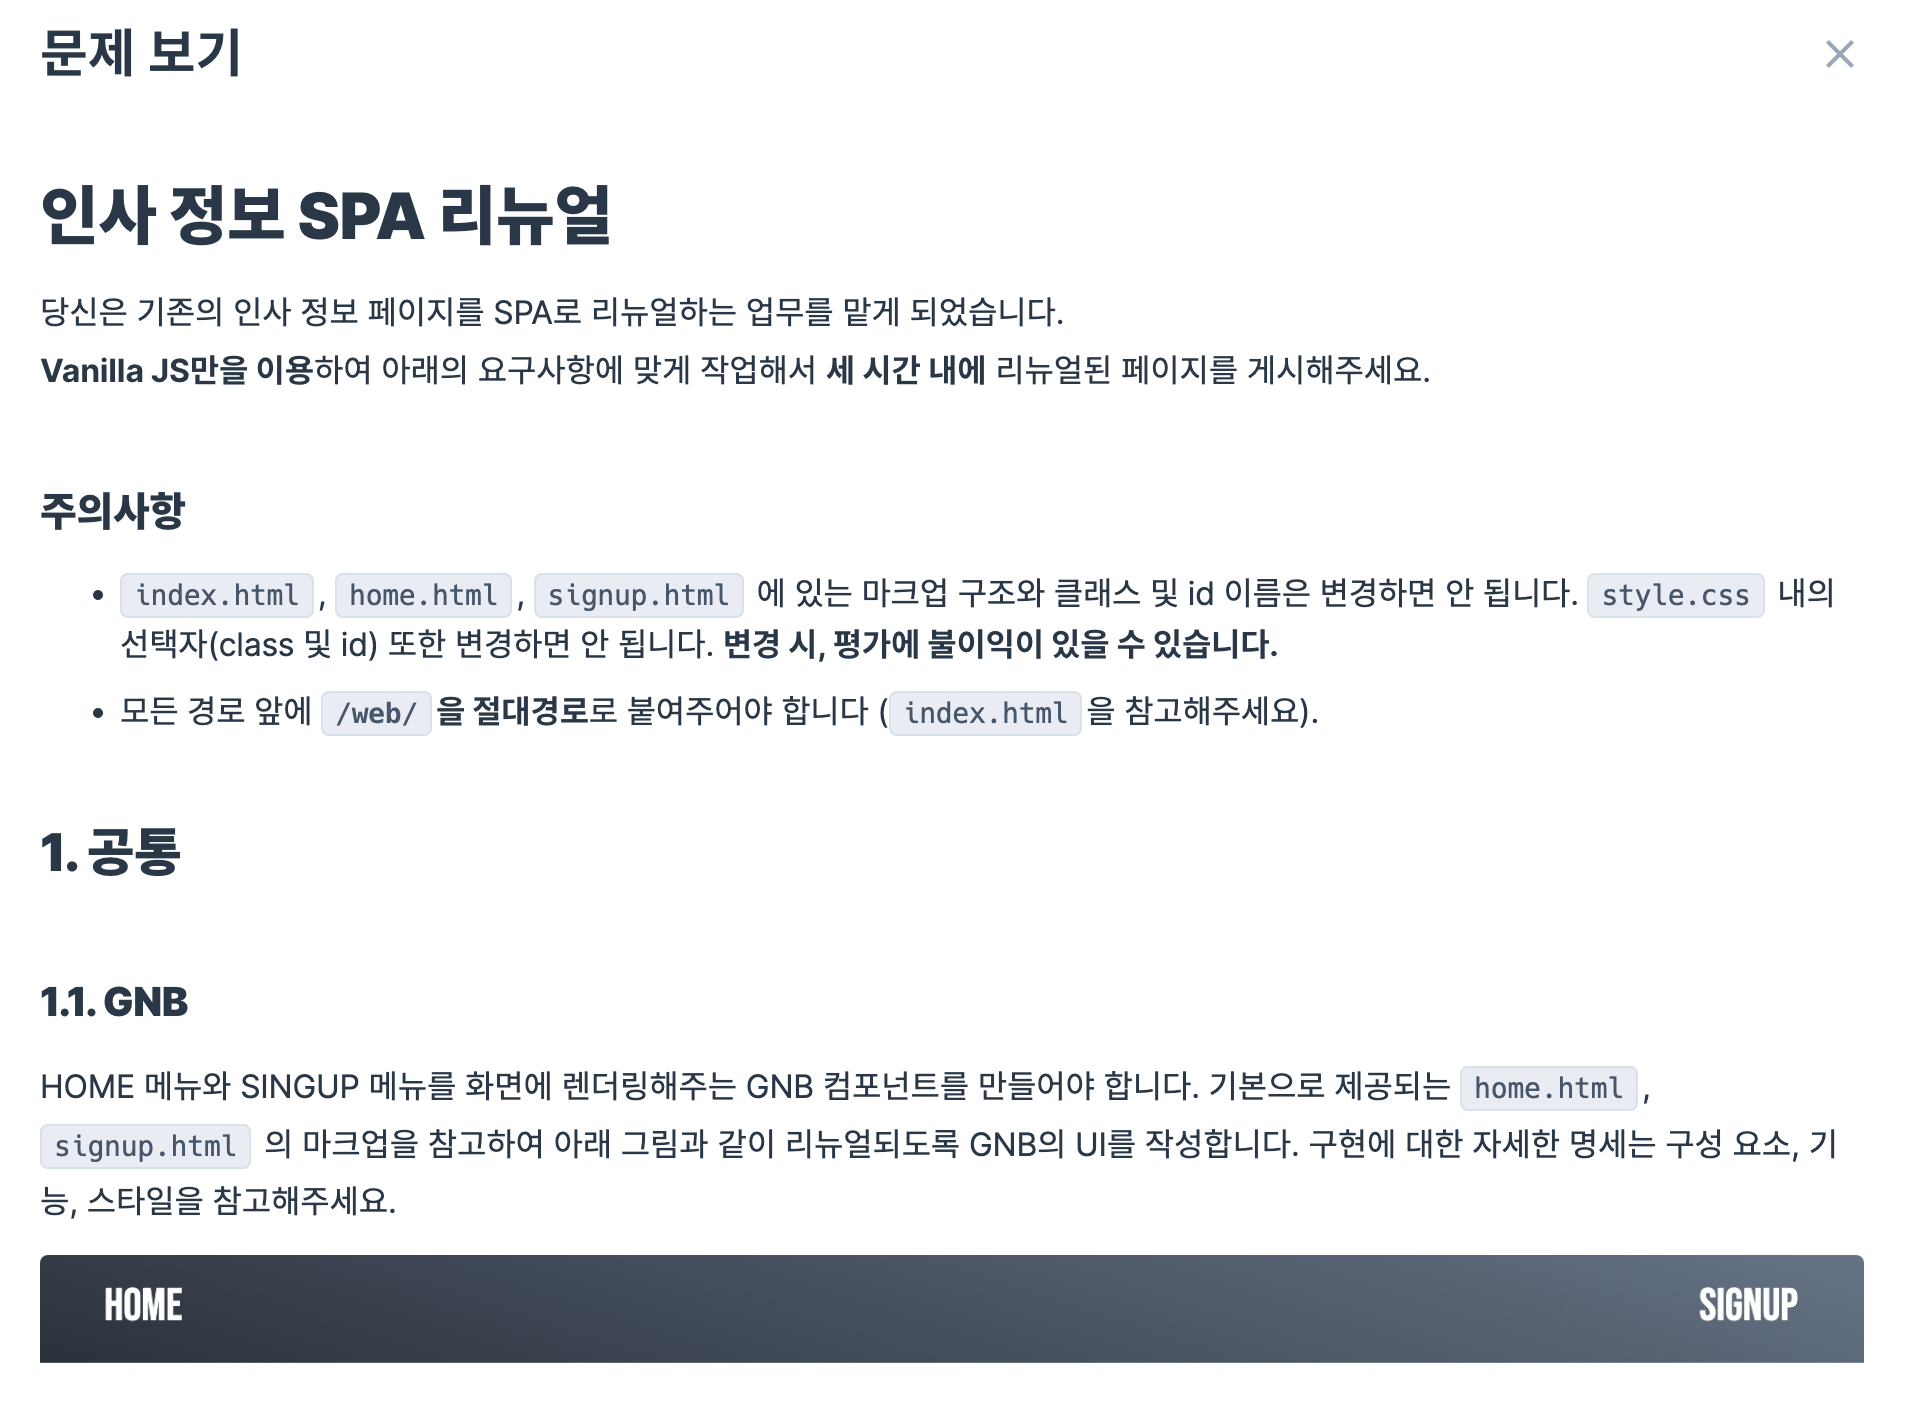 문제 보기
인사 정보 SPA 리뉴얼
당신은 기존의 인사 정보 페이지를 SPA로 리뉴얼하는 업무를 맡게 되었습니다.
Vanilla JS만을 이용하여 아래의 요구사항에 맞게 작업해서 세 시간 내에 리뉴얼된 페이지를 게시해주세요.
주의사항
• index.html, home.html, signup.html 에 있는 마크업 구조와 클래스 및 id 이름은 변경하면 안 됩니다. style.css 내의
선택자(class 및 id) 또한 변경하면 안 됩니다. 변경 시, 평가에 불이익이 있을 수 있습니다.
• 모든 경로 앞에 /web/을 절대경로로 붙여주어야 합니다 (index.html을 참고해주세요).
1. 공통
1.1. GNB
HOME 메뉴와 SINGUP 메뉴를 화면에 렌더링해주는 GNB 컴포넌트를 만들어야 합니다. 기본으로 제공되는 home.html,
signup.html 의 마크업을 참고하여 아래 그림과 같이 리뉴얼되도록 GNB의 UI를 작성합니다. 구현에 대한 자세한 명세는 구성 요소, 기
능, 스타일을 참고해주세요.
HOME SIGNUP